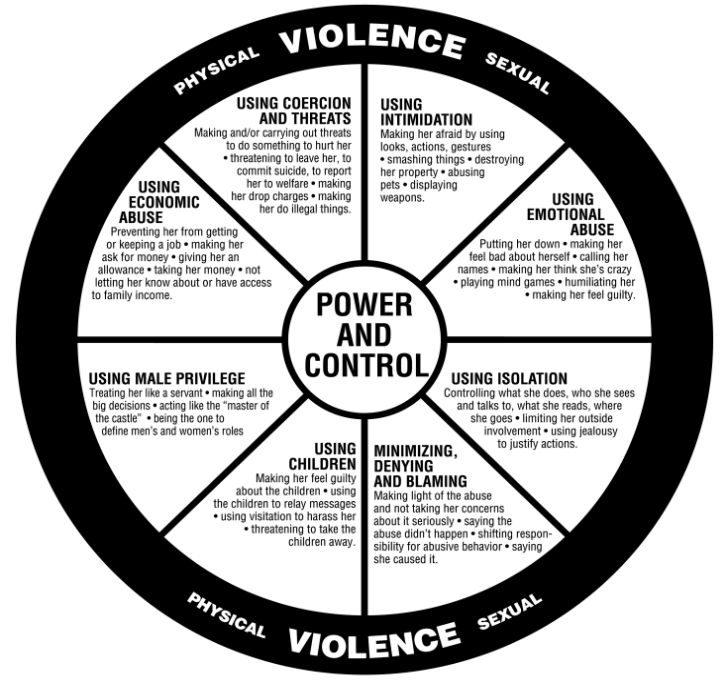 PHYSICAL VIOLENCE SEXUAL
USING COERCION
AND THREATS
Making and/or carrying out threats
to do something to hurt her
• threatening to leave her, to
commit suicide, to report
her to welfare • making
her drop charges • making
her do illegal things.
USING
INTIMIDATION
Making her afraid by using
looks, actions, gestures
• smashing things • destroying
her property • abusing
pets • displaying
weapons.
USING
EMOTIONAL
ABUSE
Putting her down • making her
feel bad about herself • calling her
names • making her think she's crazy
• playing mind games • humiliating her
• making her feel guilty.
USING ISOLATION
Controlling what she does, who she sees
and talks to, what she reads, where
she goes • limiting her outside
involvement • using jealousy
to justify actions.
MINIMIZING,
DENYING
AND BLAMING
Making light of the abuse
and not taking her concerns
about it seriously • saying the
abuse didn't happen • shifting respon-
sibility for abusive behavior • saying
she caused it.
USING
CHILDREN
Making her feel guilty
about the children • using
the children to relay messages
• using visitation to harass her
• threatening to take the
children away.
USING MALE PRIVILEGE
Treating her like a servant • making all the
big decisions • acting like the "master of
the castle" • being the one to
define men's and women's roles
USING
ECONOMIC
ABUSE
Preventing her from getting
or keeping a job • making her
ask for money • giving her an
allowance • taking her money • not
letting her know about or have access
to family income.
POWER
AND
CONTROL
PHYSICAL VIOLENCE SEXUAL